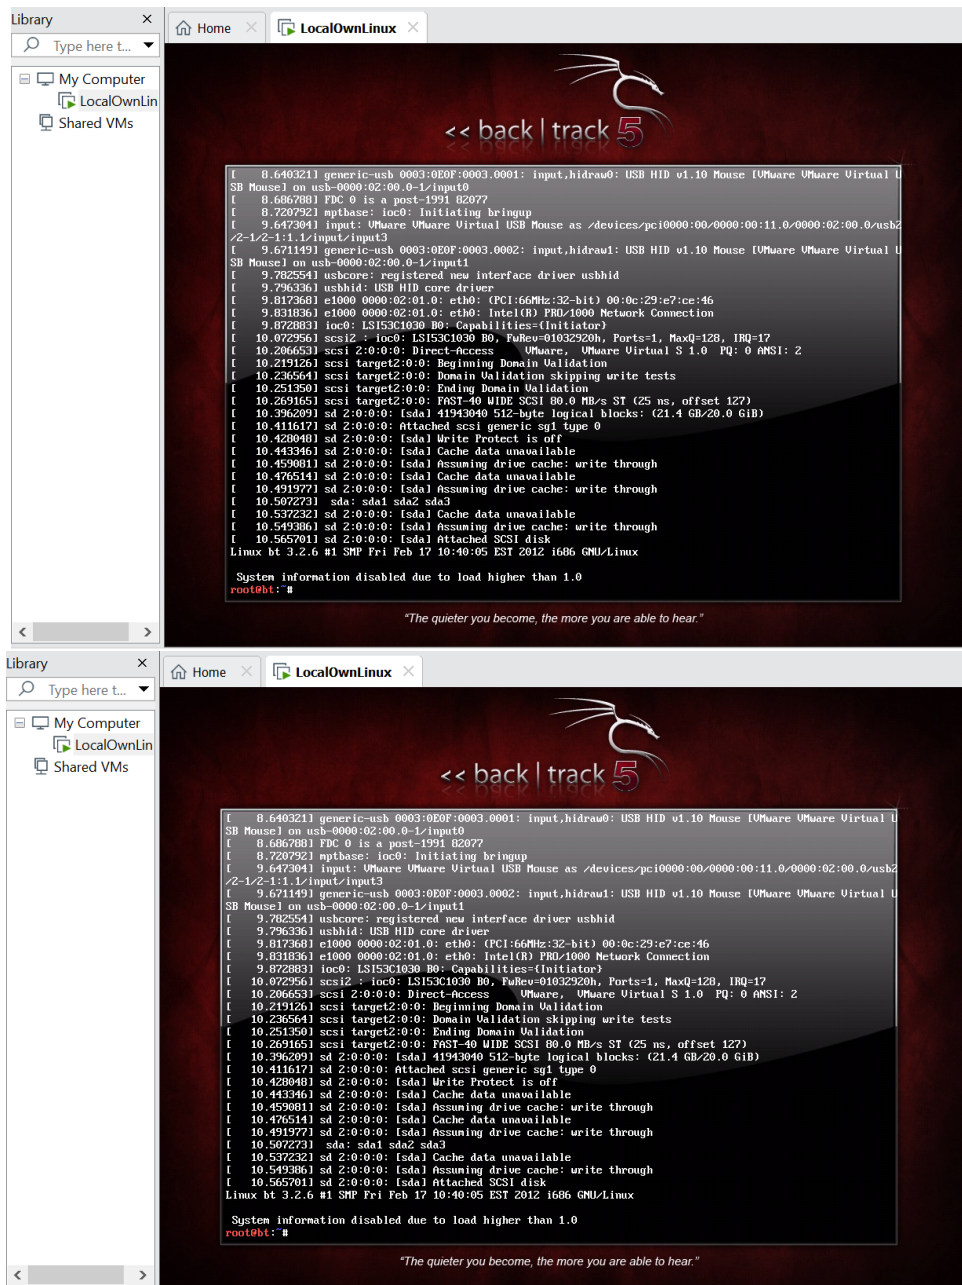 Library ×
Home × LocalOwnLinux ×
Type here t...
My Computer
LocalOwnLin
Shared VMs
<< back | track 5
[    8.640321] generic-usb 0003:0E0F:0003.0001: input,hidraw0: USB HID v1.10 Mouse [VMware VMware Virtual U
SB Mouse] on usb-0000:02:00.0-1/input0
[    8.686788] FDC 0 is a post-1991 82077
[    8.720792] mptbase: ioc0: Initiating bringup
[    9.647304] input: VMware VMware Virtual USB Mouse as /devices/pci0000:00/0000:00:11.0/0000:02:00.0/usb2
/2-1/2-1:1.1/input/input3
[    9.671149] generic-usb 0003:0E0F:0003.0002: input,hidraw1: USB HID v1.10 Mouse [VMware VMware Virtual U
SB Mouse] on usb-0000:02:00.0-1/input1
[    9.782554] usbcore: registered new interface driver usbhid
[    9.796336] usbhid: USB HID core driver
[    9.817368] e1000 0000:02:01.0: eth0: (PCI:66MHz:32-bit) 00:0c:29:e7:ce:46
[    9.831836] e1000 0000:02:01.0: eth0: Intel(R) PRO/1000 Network Connection
[    9.872883] ioc0: LSI53C1030 B0: Capabilities={Initiator}
[   10.072956] scsi2 : ioc0: LSI53C1030 B0, FwRev=01032920h, Ports=1, MaxQ=128, IRQ=17
[   10.206653] scsi 2:0:0:0: Direct-Access     VMware,  VMware Virtual S 1.0  PQ: 0 ANSI: 2
[   10.219126] scsi target2:0:0: Beginning Domain Validation
[   10.236564] scsi target2:0:0: Domain Validation skipping write tests
[   10.251350] scsi target2:0:0: Ending Domain Validation
[   10.269165] scsi target2:0:0: FAST-40 WIDE SCSI 80.0 MB/s ST (25 ns, offset 127)
[   10.396209] sd 2:0:0:0: [sda] 41943040 512-byte logical blocks: (21.4 GB/20.0 GiB)
[   10.411617] sd 2:0:0:0: Attached scsi generic sg1 type 0
[   10.428048] sd 2:0:0:0: [sda] Write Protect is off
[   10.443346] sd 2:0:0:0: [sda] Cache data unavailable
[   10.459081] sd 2:0:0:0: [sda] Assuming drive cache: write through
[   10.476514] sd 2:0:0:0: [sda] Cache data unavailable
[   10.491977] sd 2:0:0:0: [sda] Assuming drive cache: write through
[   10.507273]  sda: sda1 sda2 sda3
[   10.537232] sd 2:0:0:0: [sda] Cache data unavailable
[   10.549386] sd 2:0:0:0: [sda] Assuming drive cache: write through
[   10.565701] sd 2:0:0:0: [sda] Attached SCSI disk
Linux bt 3.2.6 #1 SMP Fri Feb 17 10:40:05 EST 2012 i686 GNU/Linux
System information disabled due to load higher than 1.0
root@bt:~#
“The quieter you become, the more you are able to hear.”
Library ×
Home × LocalOwnLinux ×
Type here t...
My Computer
LocalOwnLin
Shared VMs
<< back | track 5
[    8.640321] generic-usb 0003:0E0F:0003.0001: input,hidraw0: USB HID v1.10 Mouse [VMware VMware Virtual U
SB Mouse] on usb-0000:02:00.0-1/input0
[    8.686788] FDC 0 is a post-1991 82077
[    8.720792] mptbase: ioc0: Initiating bringup
[    9.647304] input: VMware VMware Virtual USB Mouse as /devices/pci0000:00/0000:00:11.0/0000:02:00.0/usb2
/2-1/2-1:1.1/input/input3
[    9.671149] generic-usb 0003:0E0F:0003.0002: input,hidraw1: USB HID v1.10 Mouse [VMware VMware Virtual U
SB Mouse] on usb-0000:02:00.0-1/input1
[    9.782554] usbcore: registered new interface driver usbhid
[    9.796336] usbhid: USB HID core driver
[    9.817368] e1000 0000:02:01.0: eth0: (PCI:66MHz:32-bit) 00:0c:29:e7:ce:46
[    9.831836] e1000 0000:02:01.0: eth0: Intel(R) PRO/1000 Network Connection
[    9.872883] ioc0: LSI53C1030 B0: Capabilities={Initiator}
[   10.072956] scsi2 : ioc0: LSI53C1030 B0, FwRev=01032920h, Ports=1, MaxQ=128, IRQ=17
[   10.206653] scsi 2:0:0:0: Direct-Access     VMware,  VMware Virtual S 1.0  PQ: 0 ANSI: 2
[   10.219126] scsi target2:0:0: Beginning Domain Validation
[   10.236564] scsi target2:0:0: Domain Validation skipping write tests
[   10.251350] scsi target2:0:0: Ending Domain Validation
[   10.269165] scsi target2:0:0: FAST-40 WIDE SCSI 80.0 MB/s ST (25 ns, offset 127)
[   10.396209] sd 2:0:0:0: [sda] 41943040 512-byte logical blocks: (21.4 GB/20.0 GiB)
[   10.411617] sd 2:0:0:0: Attached scsi generic sg1 type 0
[   10.428048] sd 2:0:0:0: [sda] Write Protect is off
[   10.443346] sd 2:0:0:0: [sda] Cache data unavailable
[   10.459081] sd 2:0:0:0: [sda] Assuming drive cache: write through
[   10.476514] sd 2:0:0:0: [sda] Cache data unavailable
[   10.491977] sd 2:0:0:0: [sda] Assuming drive cache: write through
[   10.507273]  sda: sda1 sda2 sda3
[   10.537232] sd 2:0:0:0: [sda] Cache data unavailable
[   10.549386] sd 2:0:0:0: [sda] Assuming drive cache: write through
[   10.565701] sd 2:0:0:0: [sda] Attached SCSI disk
Linux bt 3.2.6 #1 SMP Fri Feb 17 10:40:05 EST 2012 i686 GNU/Linux
System information disabled due to load higher than 1.0
root@bt:~#
“The quieter you become, the more you are able to hear.”